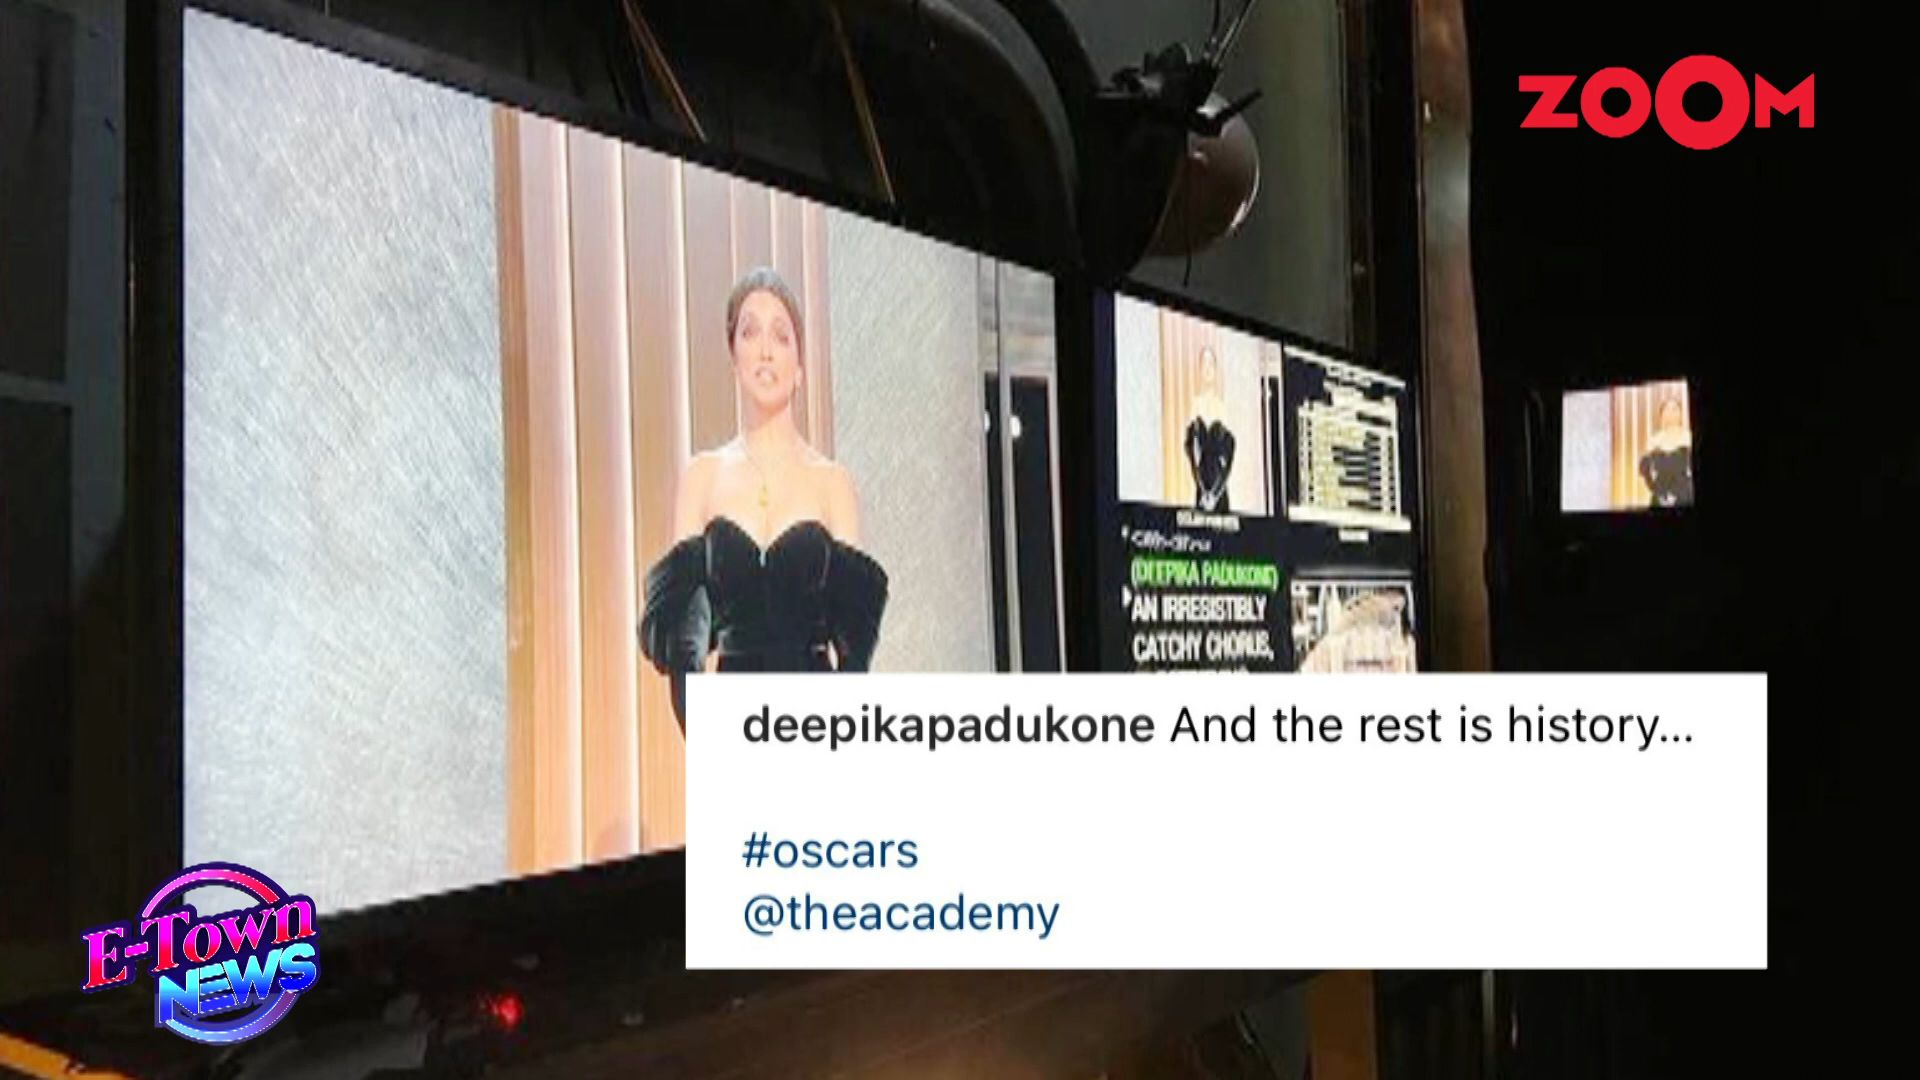 ZOOM
(DEEPIKA PADUKONE)
AN IRRESISTIBLY
CATCHY CHORUS,
deepikapadukone And the rest is history...
#oscars
@theacademy
E-Town
NEWS